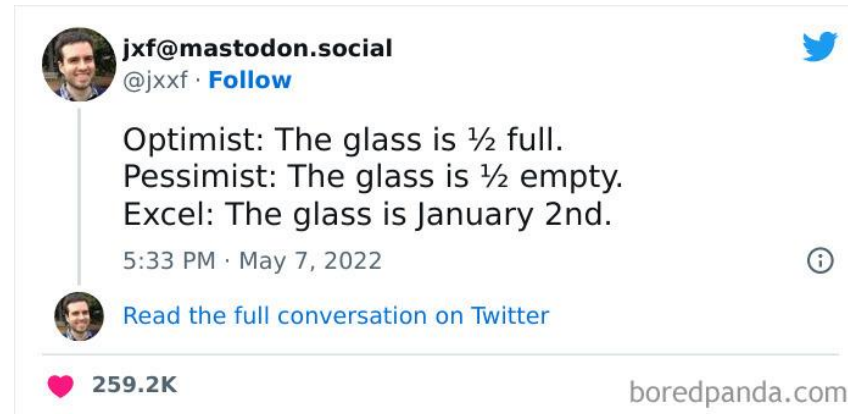 jxf@mastodon.social
@jxxf · Follow
Optimist: The glass is ½ full.
Pessimist: The glass is ½ empty.
Excel: The glass is January 2nd.
5:33 PM · May 7, 2022
Read the full conversation on Twitter
259.2K
boredpanda.com